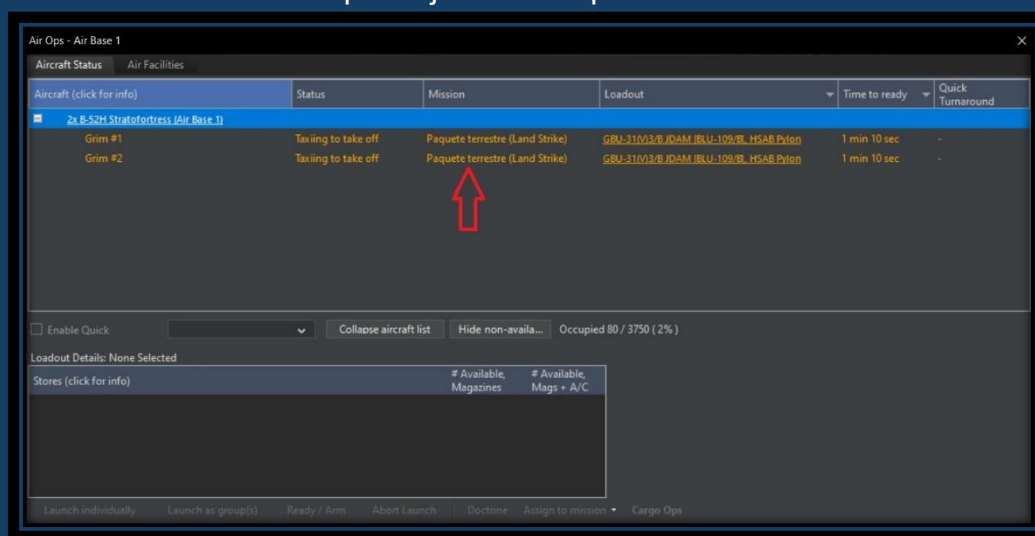 Air Ops - Air Base 1
Aircraft Status Air Facilities
Aircraft (click for info) Status Mission Loadout Time to ready Quick Turnaround
2x B-52H Stratofortress (Air Base 1)
Grim #1 Taxiing to take off Paquete terrestre (Land Strike) GBU-31(V)3/B JDAM [BLU-109/B], HSAB Pylon 1 min 10 sec -
Grim #2 Taxiing to take off Paquete terrestre (Land Strike) GBU-31(V)3/B JDAM [BLU-109/B], HSAB Pylon 1 min 10 sec -
Enable Quick Collapse aircraft list Hide non-availa... Occupied 80 / 3750 ( 2% )
Loadout Details: None Selected
Stores (click for info) # Available, Magazines # Available, Mags + A/C
Launch individually Launch as group(s) Ready / Arm Abort Launch Doctrine Assign to mission Cargo Ops